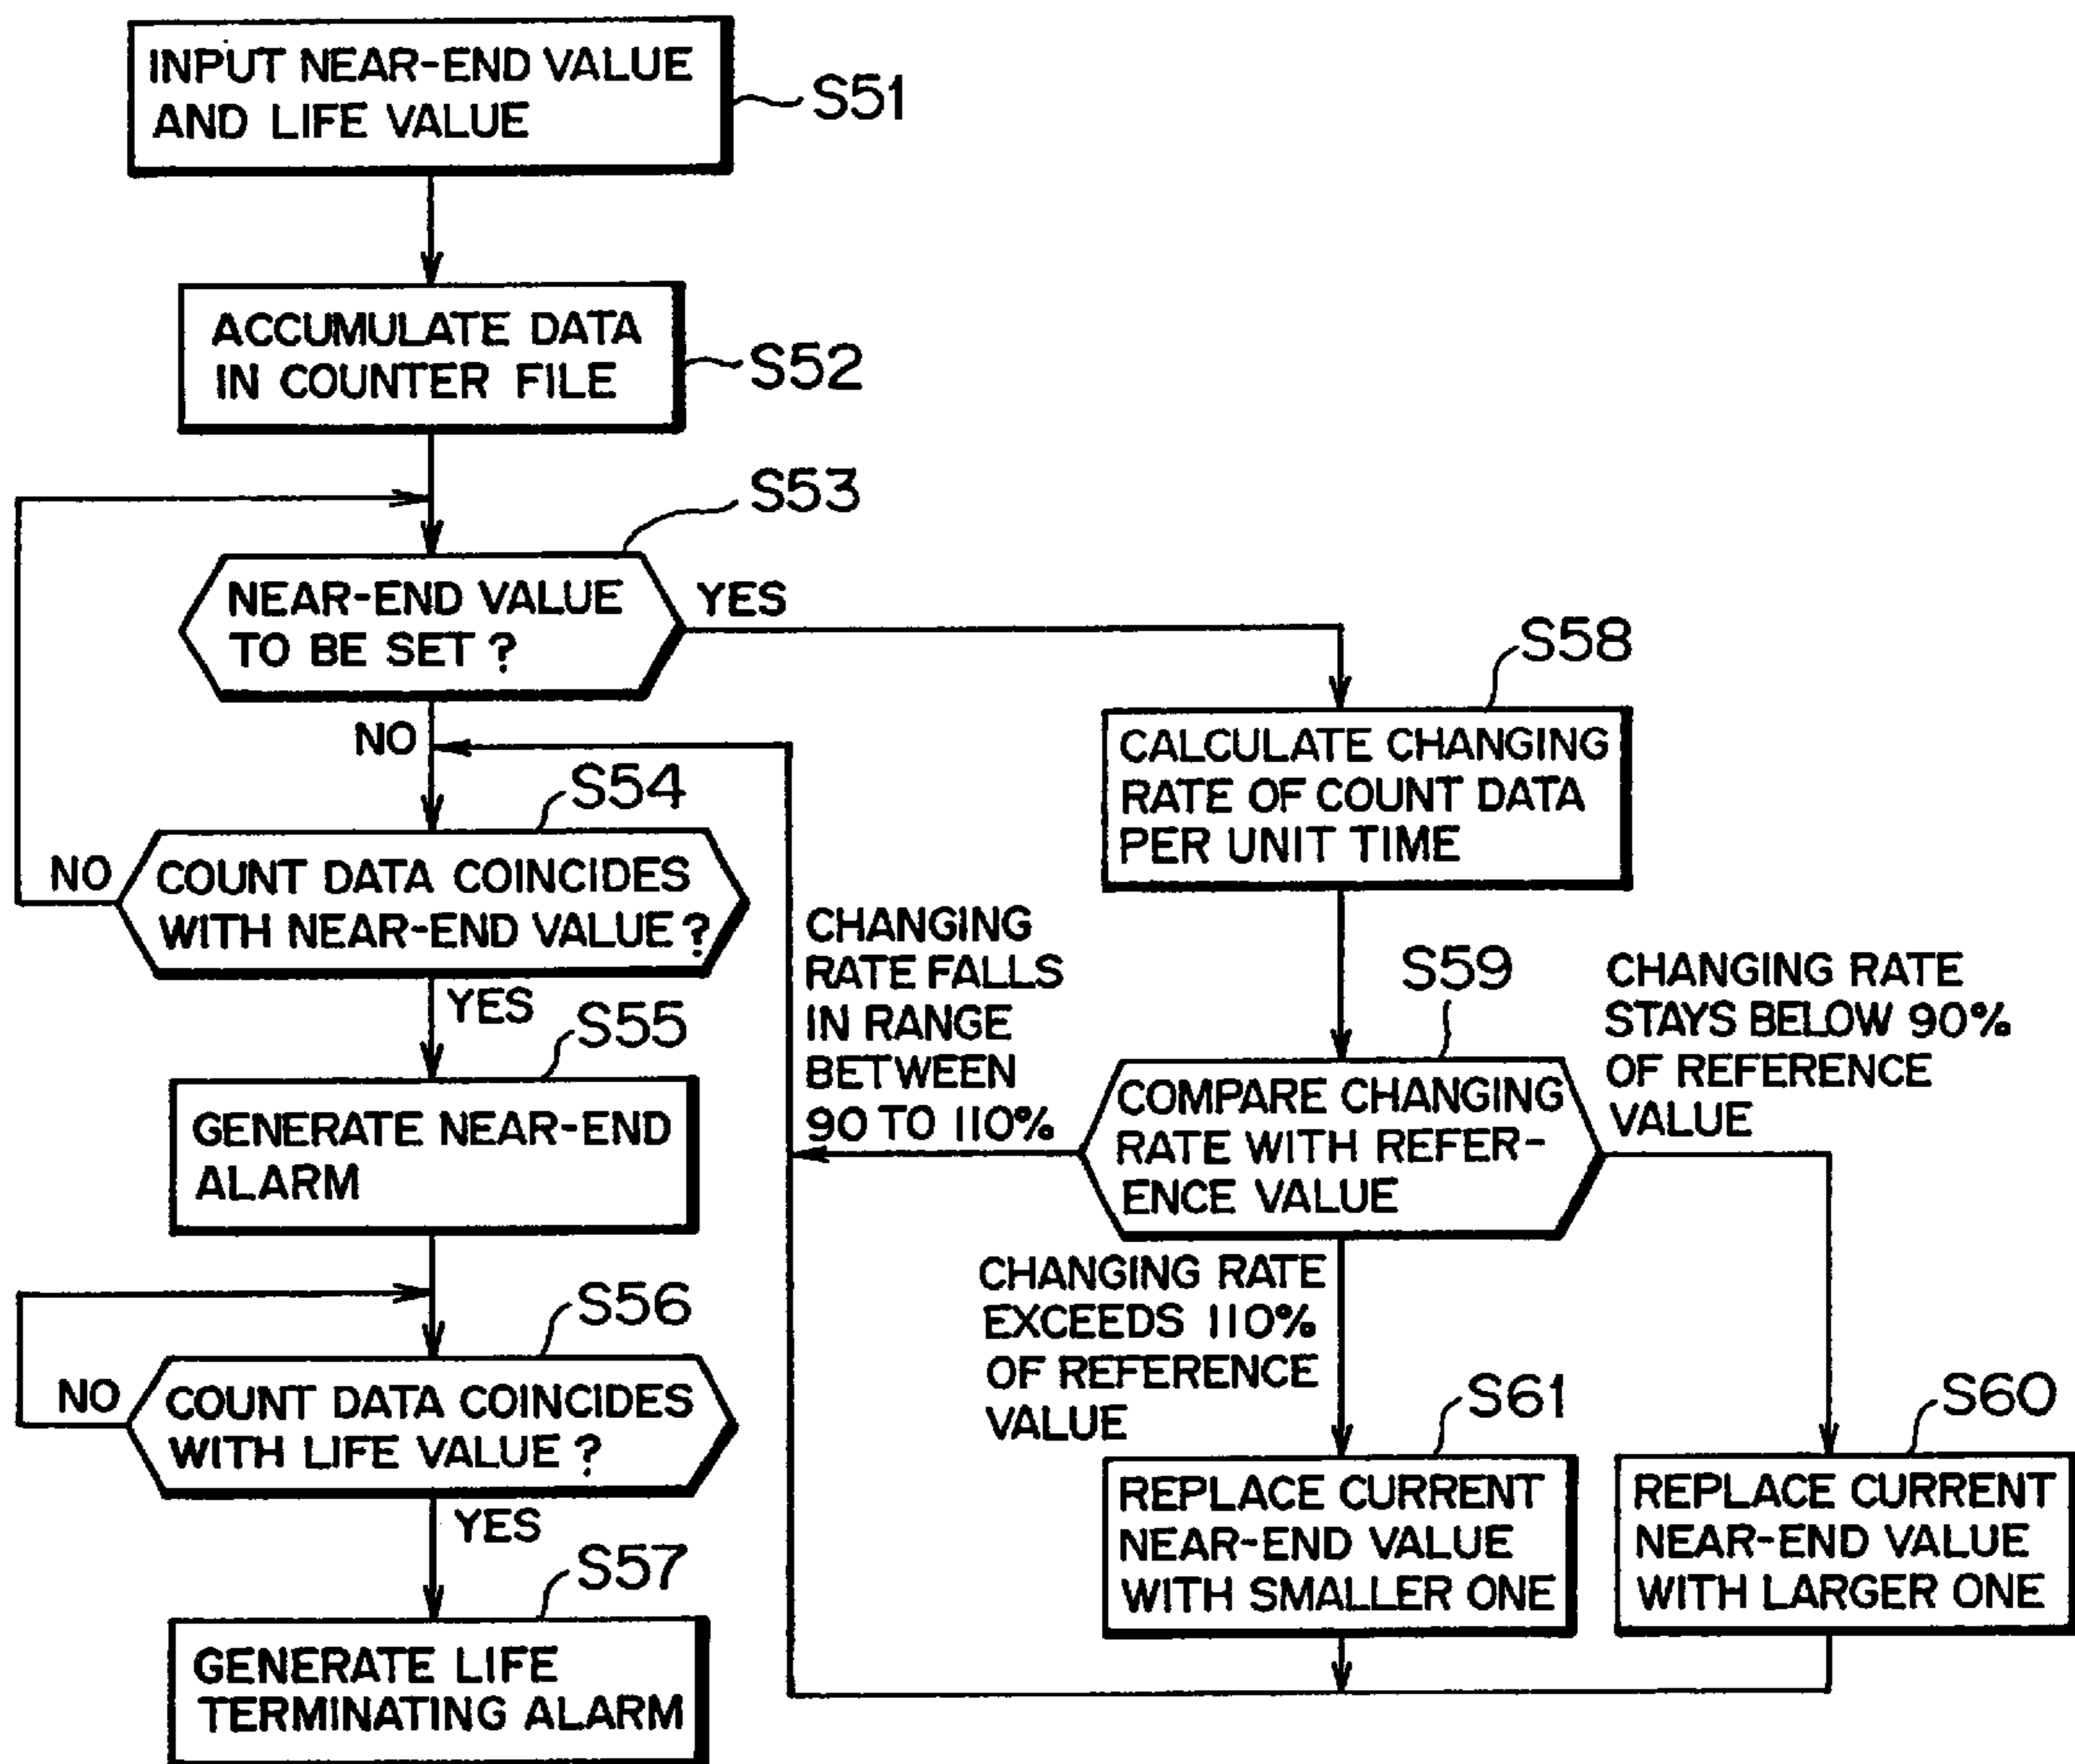 INPUT NEAR-END VALUE
AND LIFE VALUE
S51
ACCUMULATE DATA
IN COUNTER FILE
S52
S53
NEAR-END VALUE
TO BE SET ?
YES
NO
S54
COUNT DATA COINCIDES
WITH NEAR-END VALUE ?
NO
YES
S55
GENERATE NEAR-END
ALARM
S56
COUNT DATA COINCIDES
WITH LIFE VALUE ?
NO
YES
S57
GENERATE LIFE
TERMINATING ALARM
S58
CALCULATE CHANGING
RATE OF COUNT DATA
PER UNIT TIME
S59
COMPARE CHANGING
RATE WITH REFER-
ENCE VALUE
CHANGING
RATE FALLS
IN RANGE
BETWEEN
90 TO 110%
CHANGING RATE
STAYS BELOW 90%
OF REFERENCE
VALUE
CHANGING RATE
EXCEEDS 110%
OF REFERENCE
VALUE
S61
REPLACE CURRENT
NEAR-END VALUE
WITH SMALLER ONE
S60
REPLACE CURRENT
NEAR-END VALUE
WITH LARGER ONE